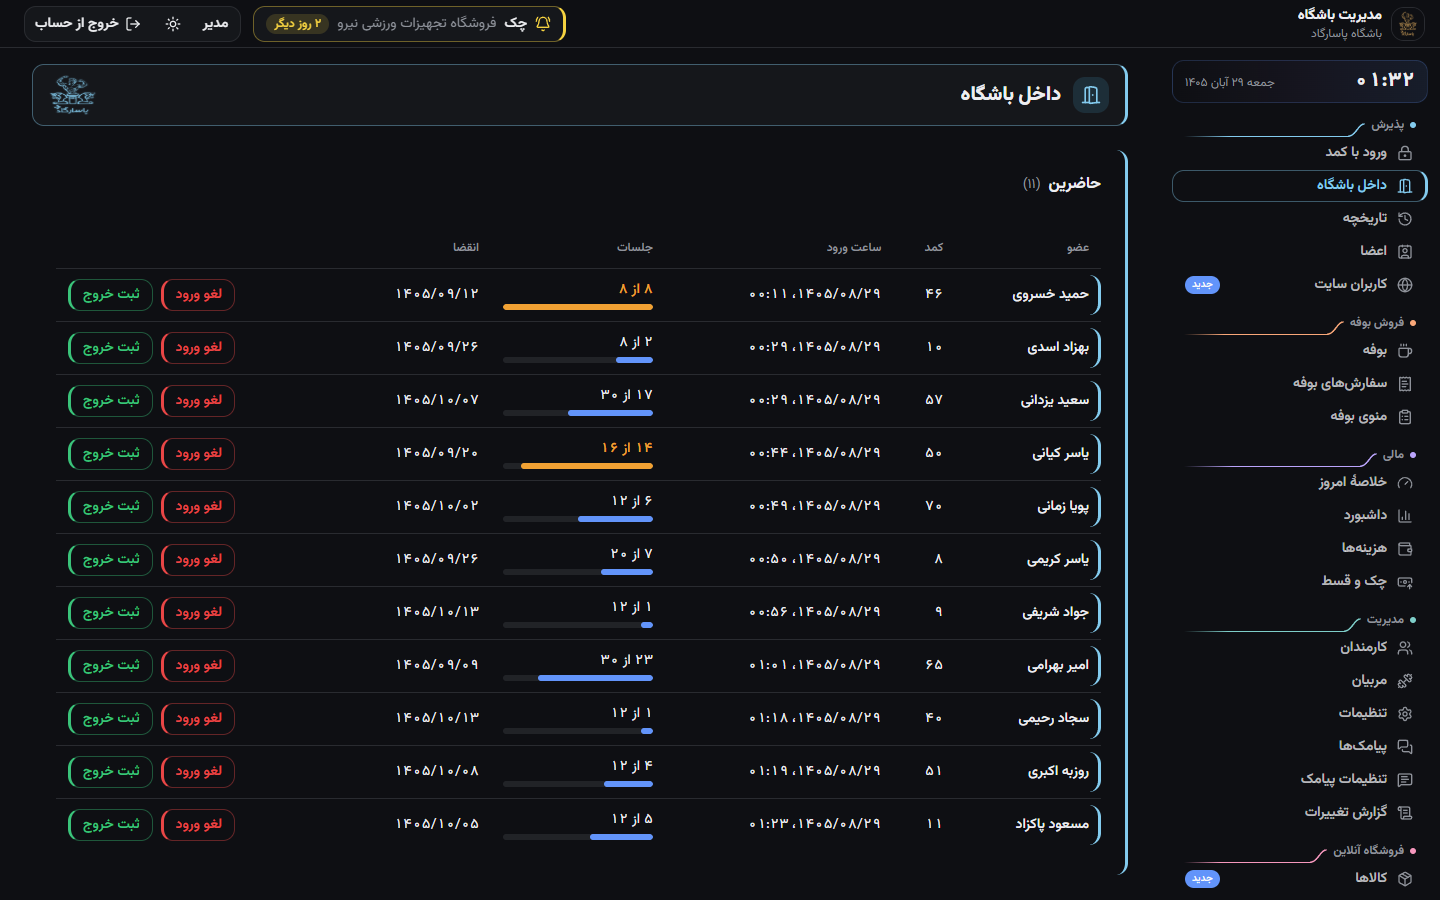 مدیریت باشگاه
باشگاه پاسارگاد
چک فروشگاه تجهیزات ورزشی نیرو ۲ روز دیگر
مدیر
خروج از حساب
۰۱:۳۲
جمعه ۲۹ آبان ۱۴۰۵
پذیرش
ورود با کمد
داخل باشگاه
تاریخچه
اعضا
کاربران سایت جدید
فروش بوفه
بوفه
سفارش‌های بوفه
منوی بوفه
مالی
خلاصهٔ امروز
داشبورد
هزینه‌ها
چک و قسط
مدیریت
کارمندان
مربیان
تنظیمات
پیامک‌ها
تنظیمات پیامک
گزارش تغییرات
فروشگاه آنلاین
کالاها جدید
داخل باشگاه
پاسارگاد
حاضرین (۱۱)
عضو کمد ساعت ورود جلسات انقضا
حمید خسروی ۴۶ ۱۴۰۵/۰۸/۲۹، ۰۰:۱۱ ۸ از ۸ ۱۴۰۵/۰۹/۱۲ لغو ورود ثبت خروج
بهزاد اسدی ۱۰ ۱۴۰۵/۰۸/۲۹، ۰۰:۲۹ ۲ از ۸ ۱۴۰۵/۰۹/۲۶ لغو ورود ثبت خروج
سعید یزدانی ۵۷ ۱۴۰۵/۰۸/۲۹، ۰۰:۲۹ ۱۷ از ۳۰ ۱۴۰۵/۱۰/۰۷ لغو ورود ثبت خروج
یاسر کیانی ۵۰ ۱۴۰۵/۰۸/۲۹، ۰۰:۴۴ ۱۴ از ۱۶ ۱۴۰۵/۰۹/۲۰ لغو ورود ثبت خروج
پویا زمانی ۷۰ ۱۴۰۵/۰۸/۲۹، ۰۰:۴۹ ۶ از ۱۲ ۱۴۰۵/۱۰/۰۲ لغو ورود ثبت خروج
یاسر کریمی ۸ ۱۴۰۵/۰۸/۲۹، ۰۰:۵۰ ۷ از ۲۰ ۱۴۰۵/۰۹/۲۶ لغو ورود ثبت خروج
جواد شریفی ۹ ۱۴۰۵/۰۸/۲۹، ۰۰:۵۶ ۱ از ۱۲ ۱۴۰۵/۱۰/۱۳ لغو ورود ثبت خروج
امیر بهرامی ۶۵ ۱۴۰۵/۰۸/۲۹، ۰۱:۰۱ ۲۳ از ۳۰ ۱۴۰۵/۰۹/۰۹ لغو ورود ثبت خروج
سجاد رحیمی ۴۰ ۱۴۰۵/۰۸/۲۹، ۰۱:۱۸ ۱ از ۱۲ ۱۴۰۵/۱۰/۱۳ لغو ورود ثبت خروج
روزبه اکبری ۵۱ ۱۴۰۵/۰۸/۲۹، ۰۱:۱۹ ۴ از ۱۲ ۱۴۰۵/۱۰/۰۸ لغو ورود ثبت خروج
مسعود پاکزاد ۱۱ ۱۴۰۵/۰۸/۲۹، ۰۱:۲۳ ۵ از ۱۲ ۱۴۰۵/۱۰/۰۵ لغو ورود ثبت خروج